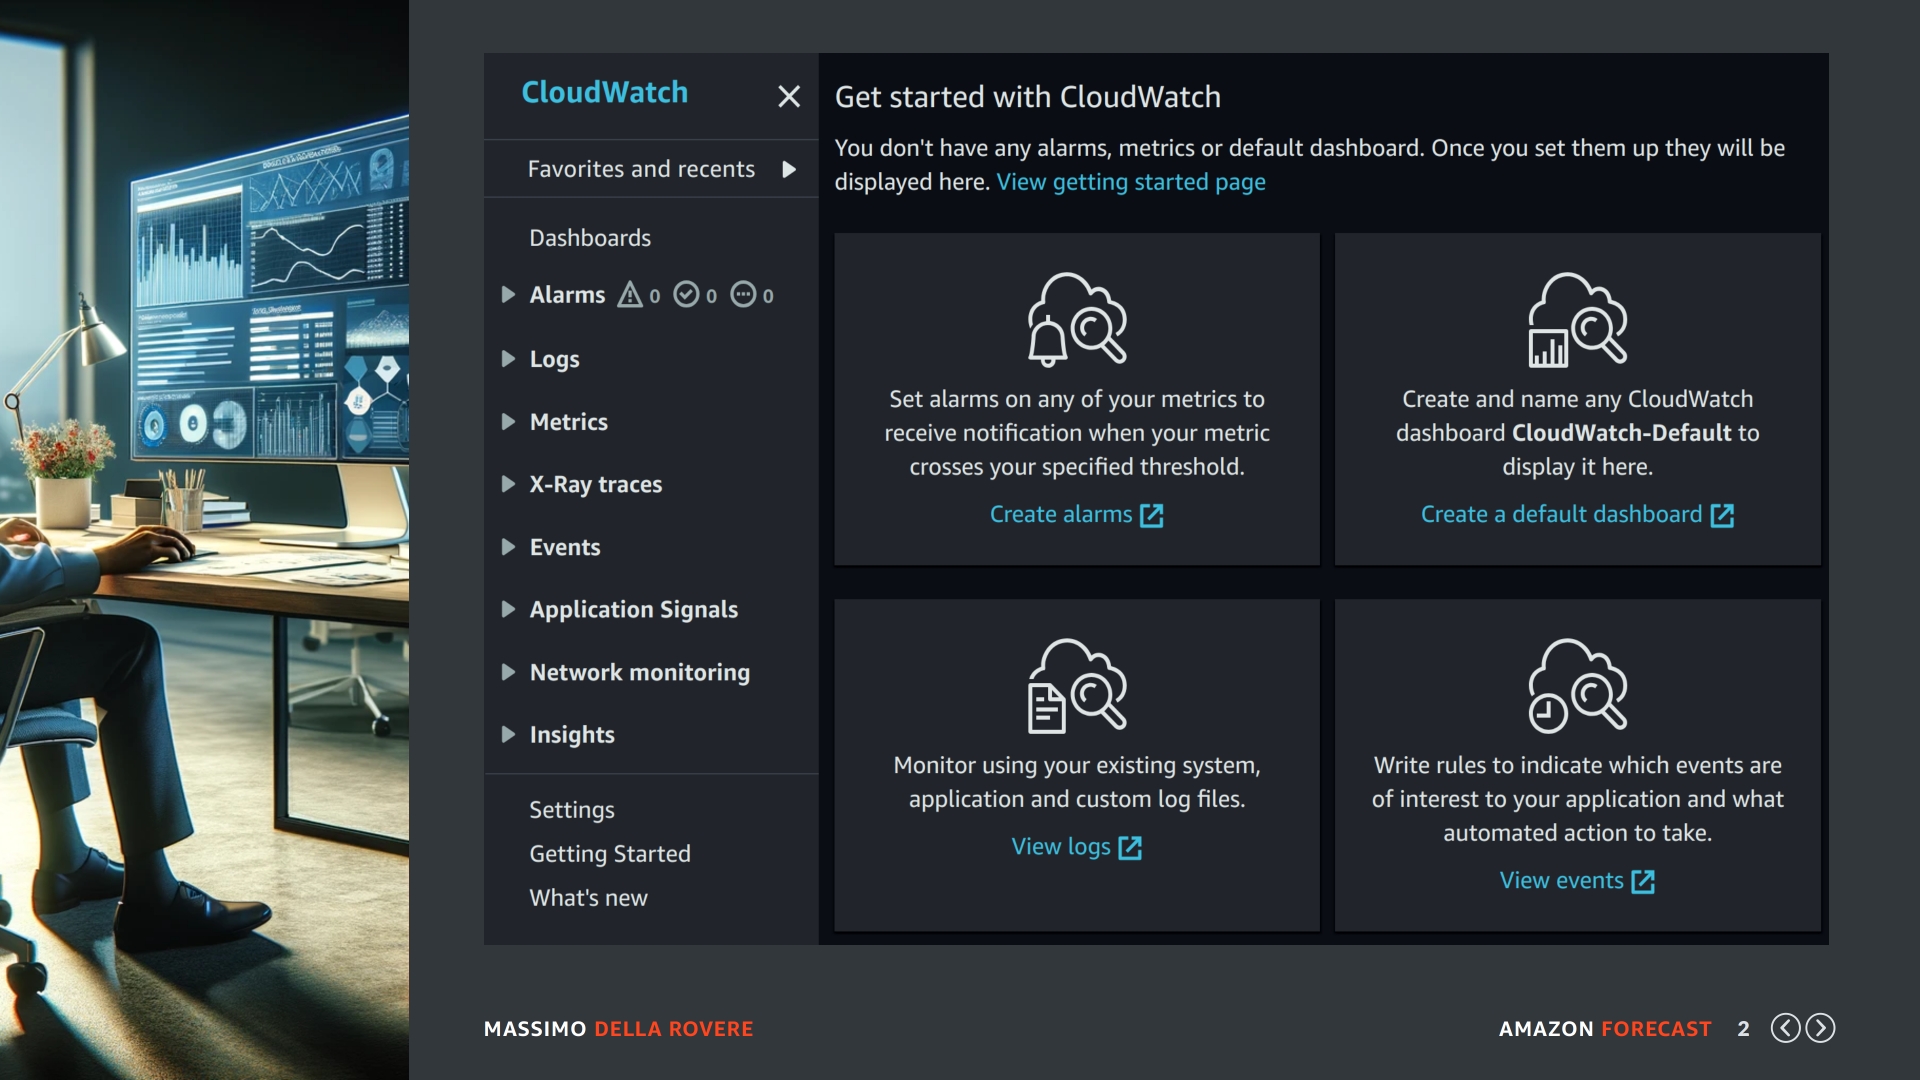 CloudWatch
Favorites and recents
Dashboards
Alarms 0 0 0
Logs
Metrics
X-Ray traces
Events
Application Signals
Network monitoring
Insights
Settings
Getting Started
What's new
Get started with CloudWatch
You don't have any alarms, metrics or default dashboard. Once you set them up they will be
displayed here. View getting started page
Set alarms on any of your metrics to
receive notification when your metric
crosses your specified threshold.
Create alarms
Create and name any CloudWatch
dashboard CloudWatch-Default to
display it here.
Create a default dashboard
Monitor using your existing system,
application and custom log files.
View logs
Write rules to indicate which events are
of interest to your application and what
automated action to take.
View events
MASSIMO DELLA ROVERE
AMAZON FORECAST 2